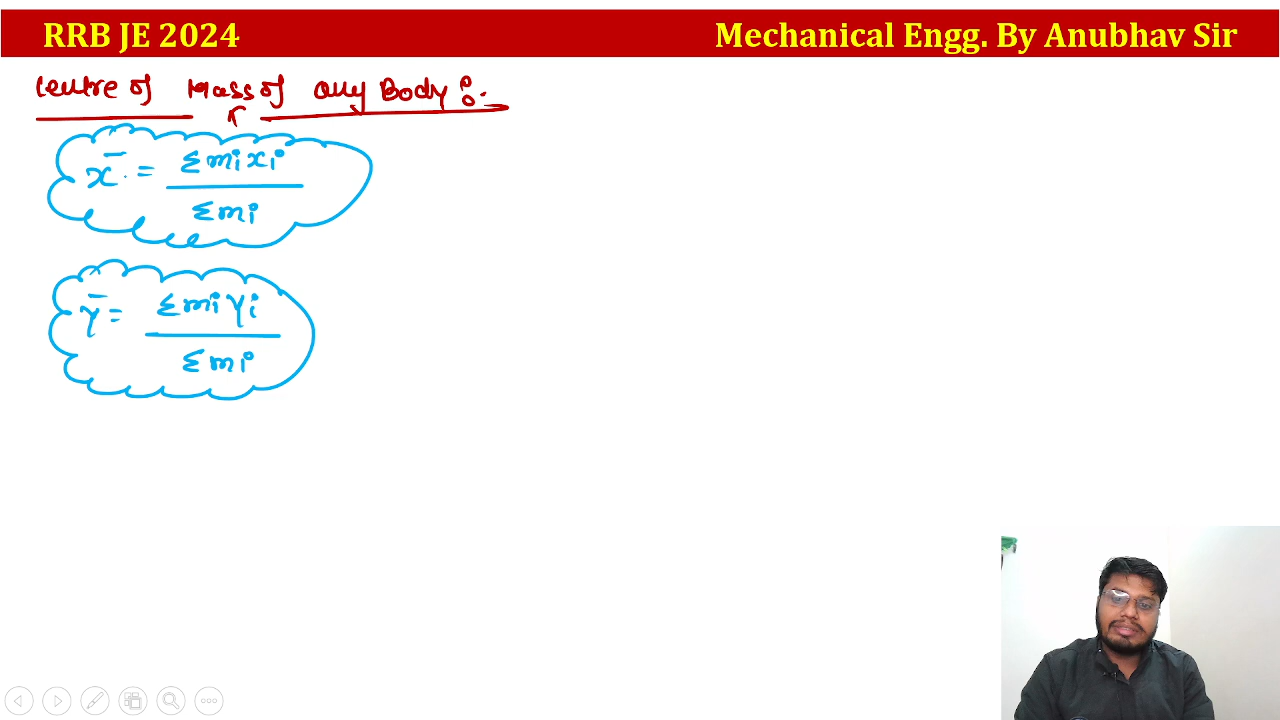 RRB JE 2024
Mechanical Engg. By Anubhav Sir
Centre of Mass of any Body :-
x̄ = Σmᵢxᵢ
Σmᵢ
ȳ = Σmᵢyᵢ
Σmᵢ